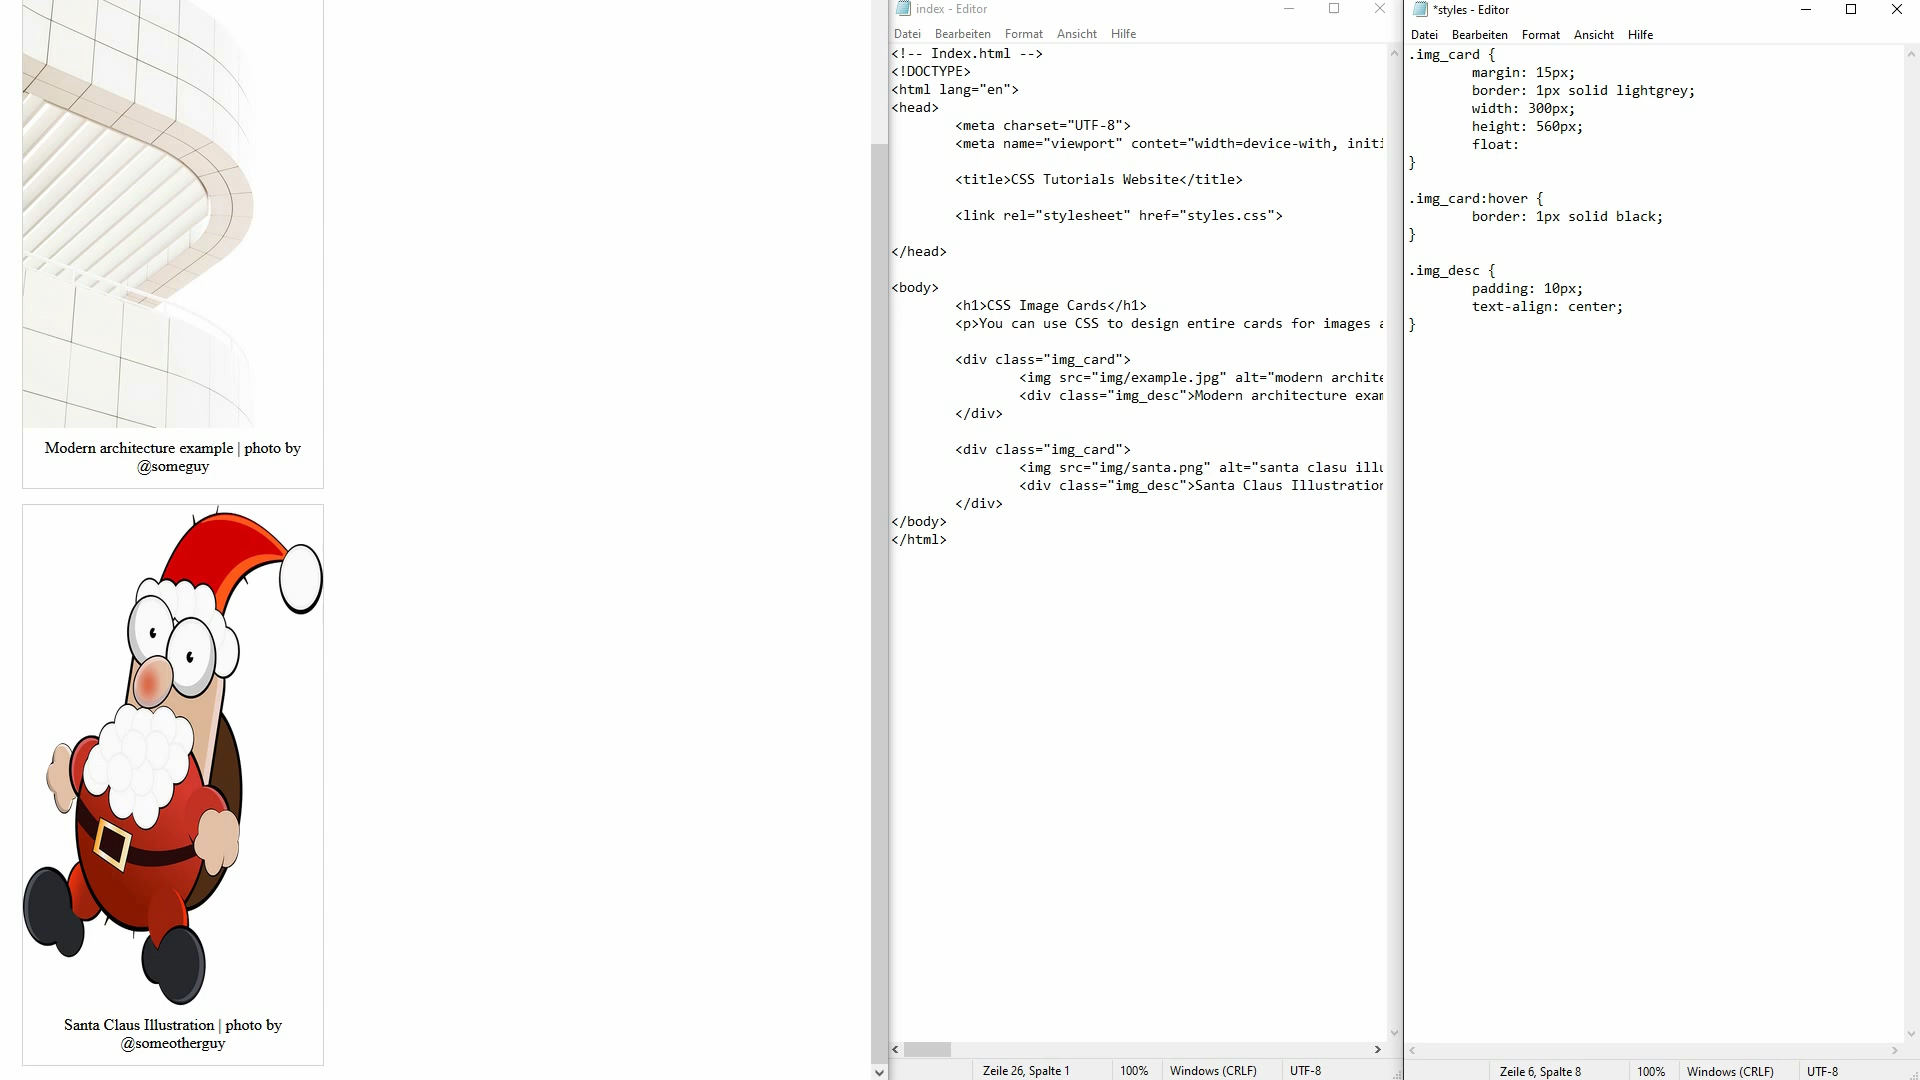 Modern architecture example | photo by
@someguy
Santa Claus Illustration | photo by
@someotherguy
index - Editor
Datei Bearbeiten Format Ansicht Hilfe
<!-- Index.html -->
<!DOCTYPE>
<html lang="en">
<head>
<meta charset="UTF-8">
<meta name="viewport" contet="width=device-with, initi
<title>CSS Tutorials Website</title>
<link rel="stylesheet" href="styles.css">
</head>
<body>
<h1>CSS Image Cards</h1>
<p>You can use CSS to design entire cards for images a
<div class="img_card">
<img src="img/example.jpg" alt="modern archite
<div class="img_desc">Modern architecture exam
</div>
<div class="img_card">
<img src="img/santa.png" alt="santa clasu illu
<div class="img_desc">Santa Claus Illustration
</div>
</body>
</html>
Zeile 26, Spalte 1 100% Windows (CRLF) UTF-8
*styles - Editor
Datei Bearbeiten Format Ansicht Hilfe
.img_card {
margin: 15px;
border: 1px solid lightgrey;
width: 300px;
height: 560px;
float:
}
.img_card:hover {
border: 1px solid black;
}
.img_desc {
padding: 10px;
text-align: center;
}
Zeile 6, Spalte 8 100% Windows (CRLF) UTF-8